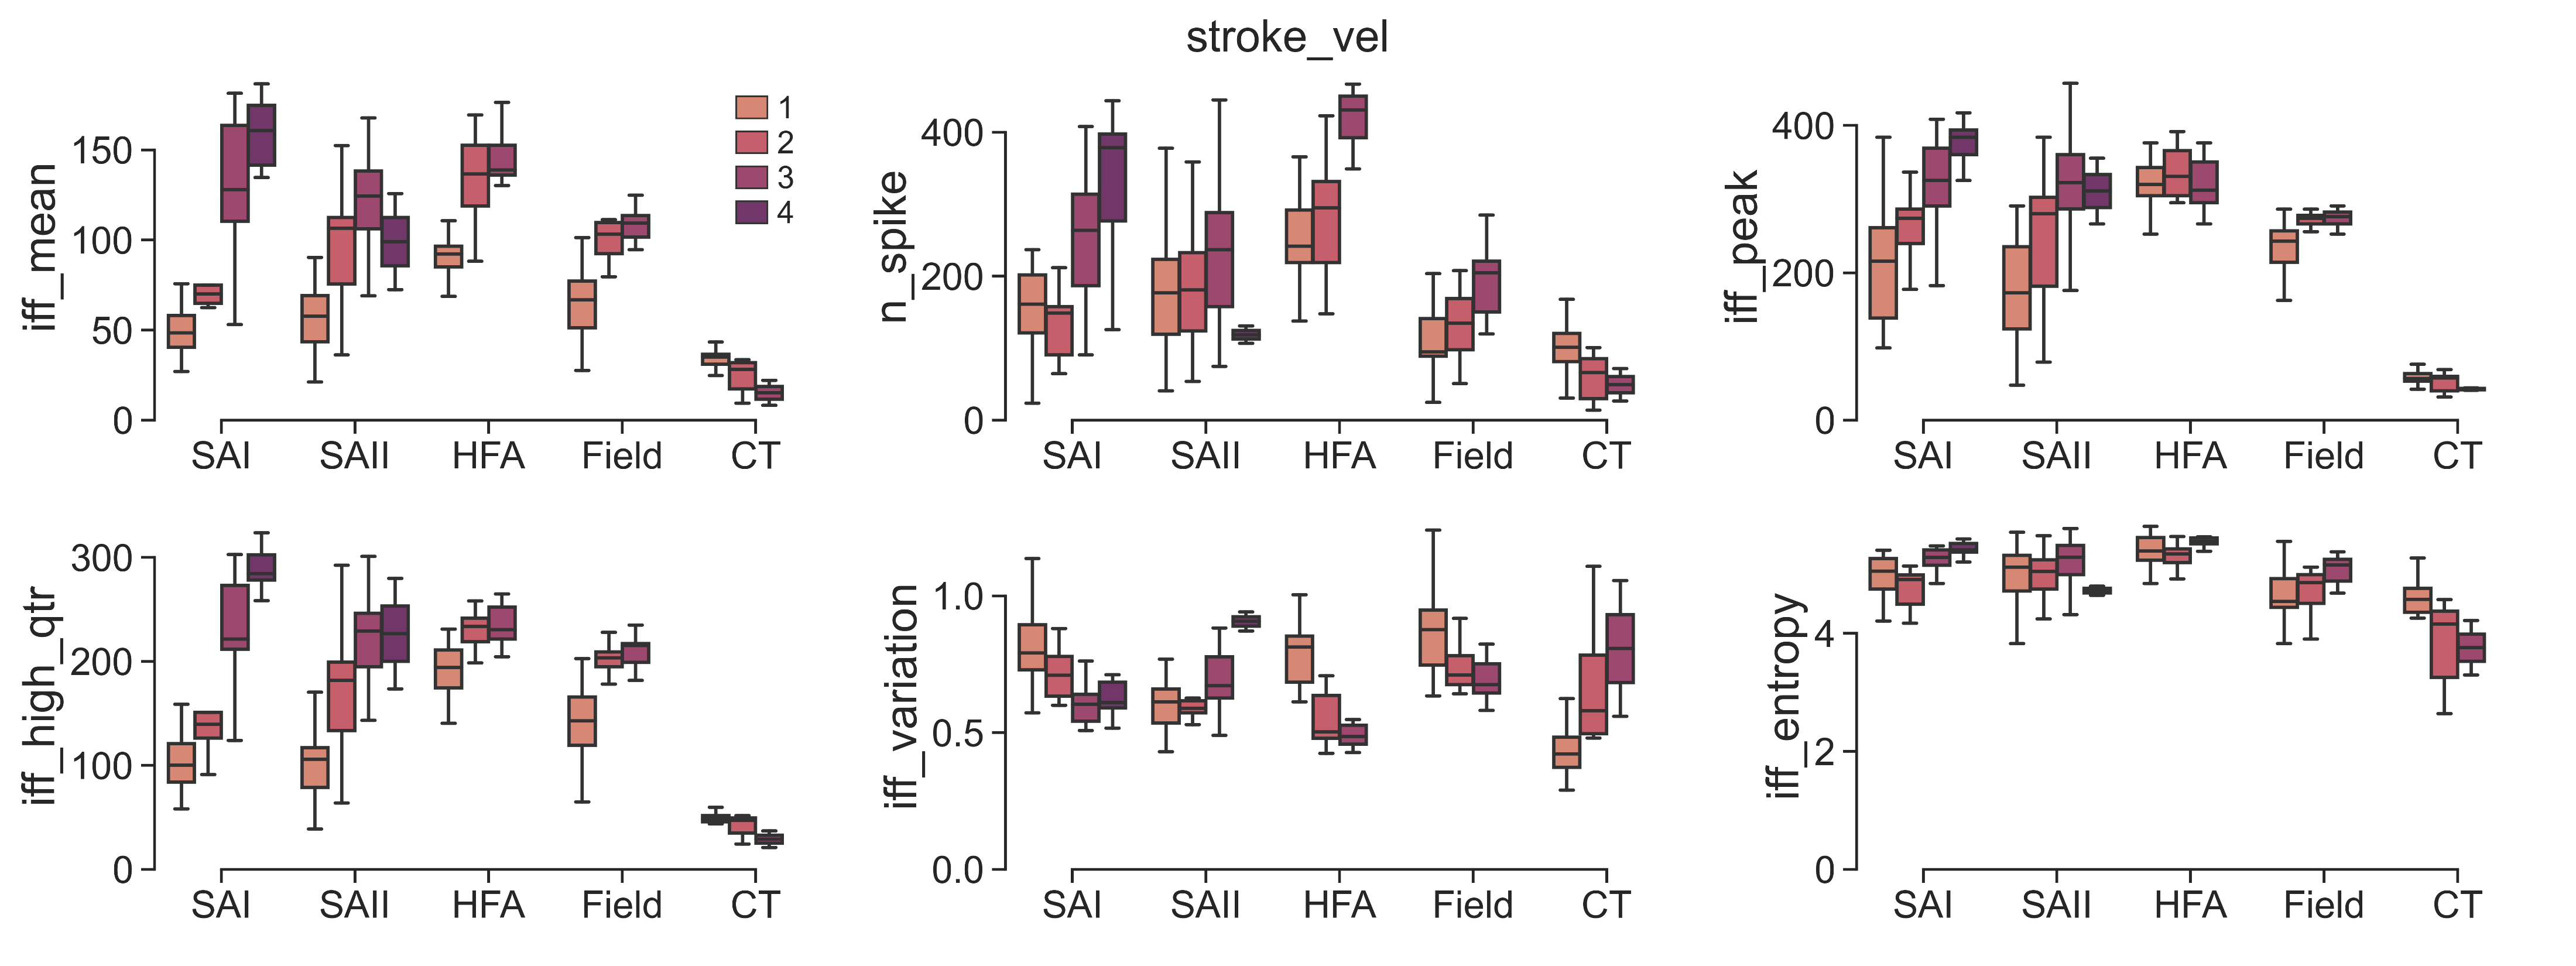 stroke_vel
iff_mean
150
100
50
0
SAI SAII HFA Field CT
1
2
3
4
n_spike
400
200
0
SAI SAII HFA Field CT
iff_peak
400
200
0
SAI SAII HFA Field CT
iff_high_qtr
300
200
100
0
SAI SAII HFA Field CT
iff_variation
1.0
0.5
0.0
SAI SAII HFA Field CT
iff_entropy
4
2
0
SAI SAII HFA Field CT